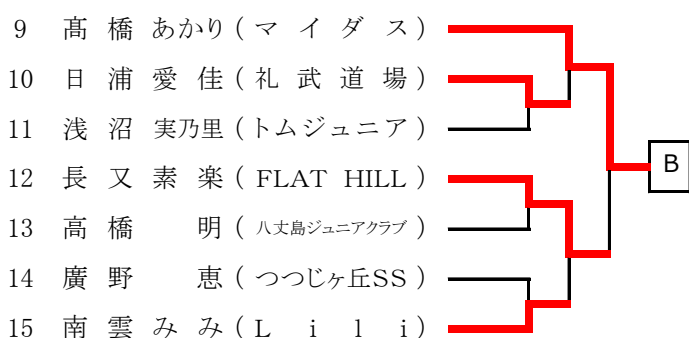 9 髙橋 あかり(マイダス)
10 日浦愛佳(礼武道場)
11 浅沼 実乃里(トムジュニア)
12 長又素楽(FLAT HILL)
13 高橋 明(八丈島ジュニアクラブ)
14 廣野 恵(つつじヶ丘SS)
15 南雲みみ(Lili)
B